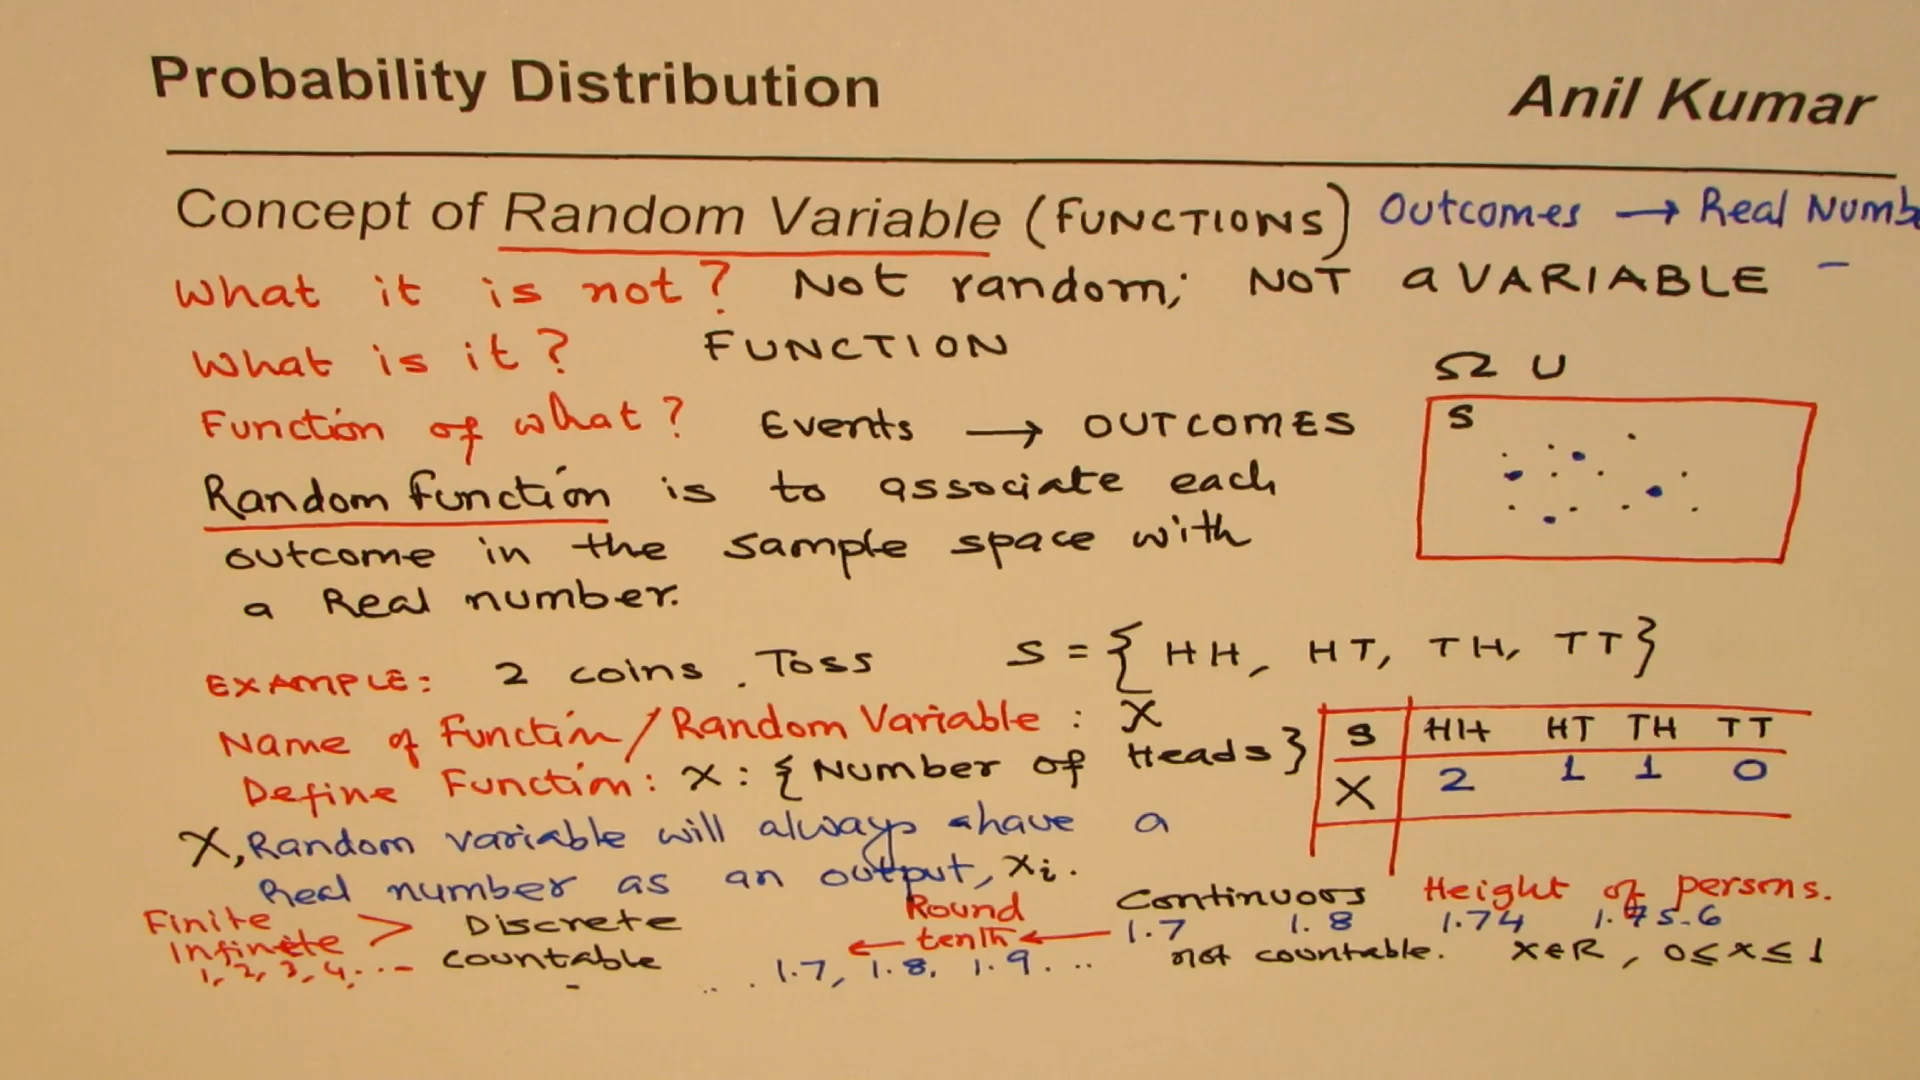 Probability Distribution
Anil Kumar
Concept of Random Variable (FUNCTIONS) Outcomes → Real Numb
What it is not? Not random; NOT a VARIABLE
What is it? FUNCTION
Ω U
S
Function of what? Events → OUTCOMES
Random function is to associate each
outcome in the sample space with
a Real number.
EXAMPLE: 2 coins Toss S = { HH, HT, TH, TT }
Name of Function / Random Variable : X
Define Function: X : { Number of Heads }
S HH HT TH TT
X 2 1 1 0
X, Random variable will always have a
Real number as an output, xi.
Finite
Infinite > Discrete
1, 2, 3, 4, ... countable
Round
tenth
1.7, 1.8, 1.9 ...
Continuous Height of persons.
1.7 1.8 1.74 1.75.6
not countable. x∈R, 0≤x≤1